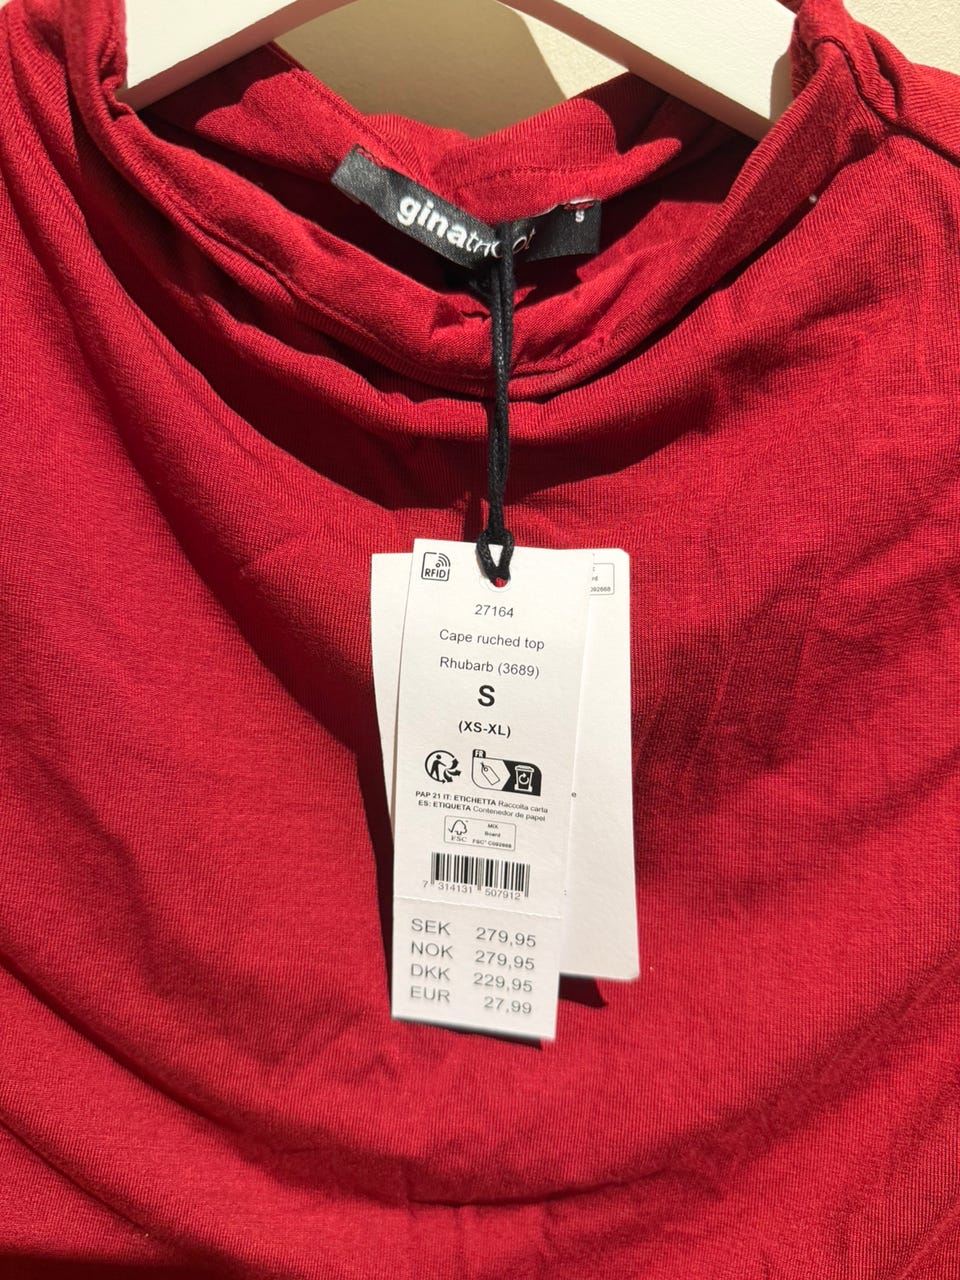 ginatricot
S
RFID
27164
Cape ruched top
Rhubarb (3689)
S
(XS-XL)
FR
PAP 21 IT: ETICHETTA Raccolta carta
ES: ETIQUETA Contenedor de papel
FSC
MIX
Board
FSC® C092668
7 314131 507912
SEK 279,95
NOK 279,95
DKK 229,95
EUR 27,99